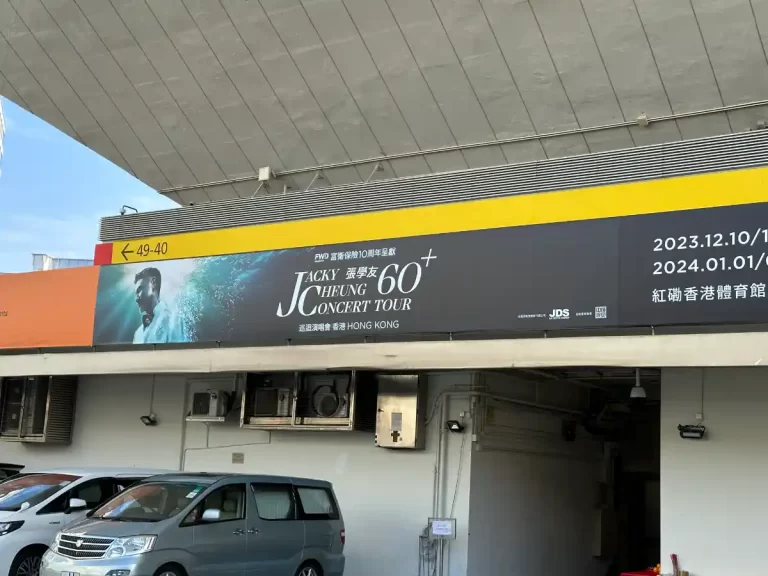 ← 49-40
FWD 富衛保險10周年呈獻
JACKY 張學友 60+
CHEUNG
CONCERT TOUR
巡迴演唱會 香港 HONG KONG
JDS
2023.12.10/1
2024.01.01/
紅磡香港體育館